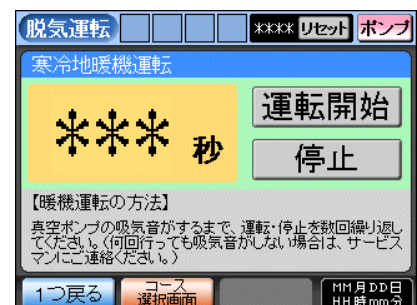 脱気運転 **** リセット ポンプ
寒冷地暖機運転
*** 秒
運転開始
停止
【暖機運転の方法】
真空ポンプの吸気音がするまで、運転・停止を数回繰り返し
てください。(何回行っても吸気音がしない場合は、サービス
マンにご連絡ください。)
1つ戻る コース
選択画面
MM月DD日
HH時mm分